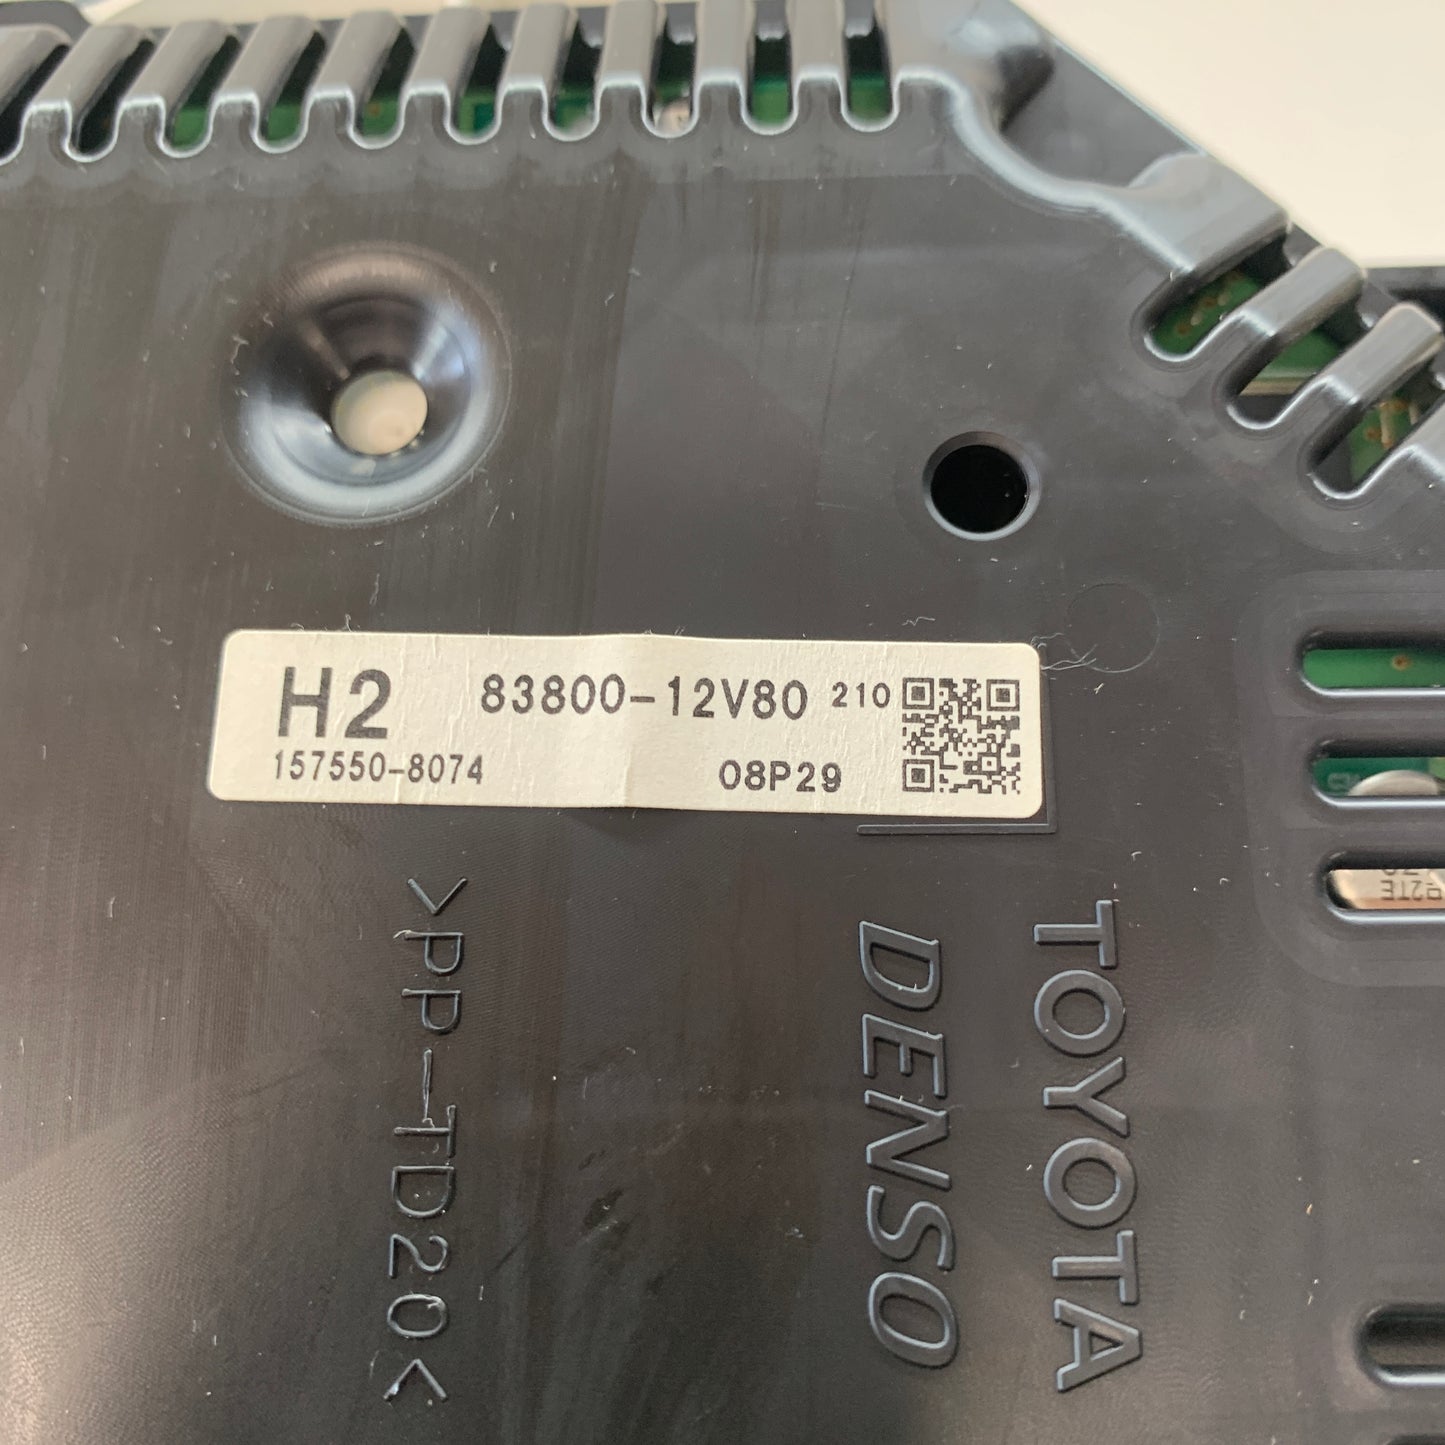 H2 83800-12V80 210
157550-8074 08P29
>PP-TD20<
DENSO
TOYOTA